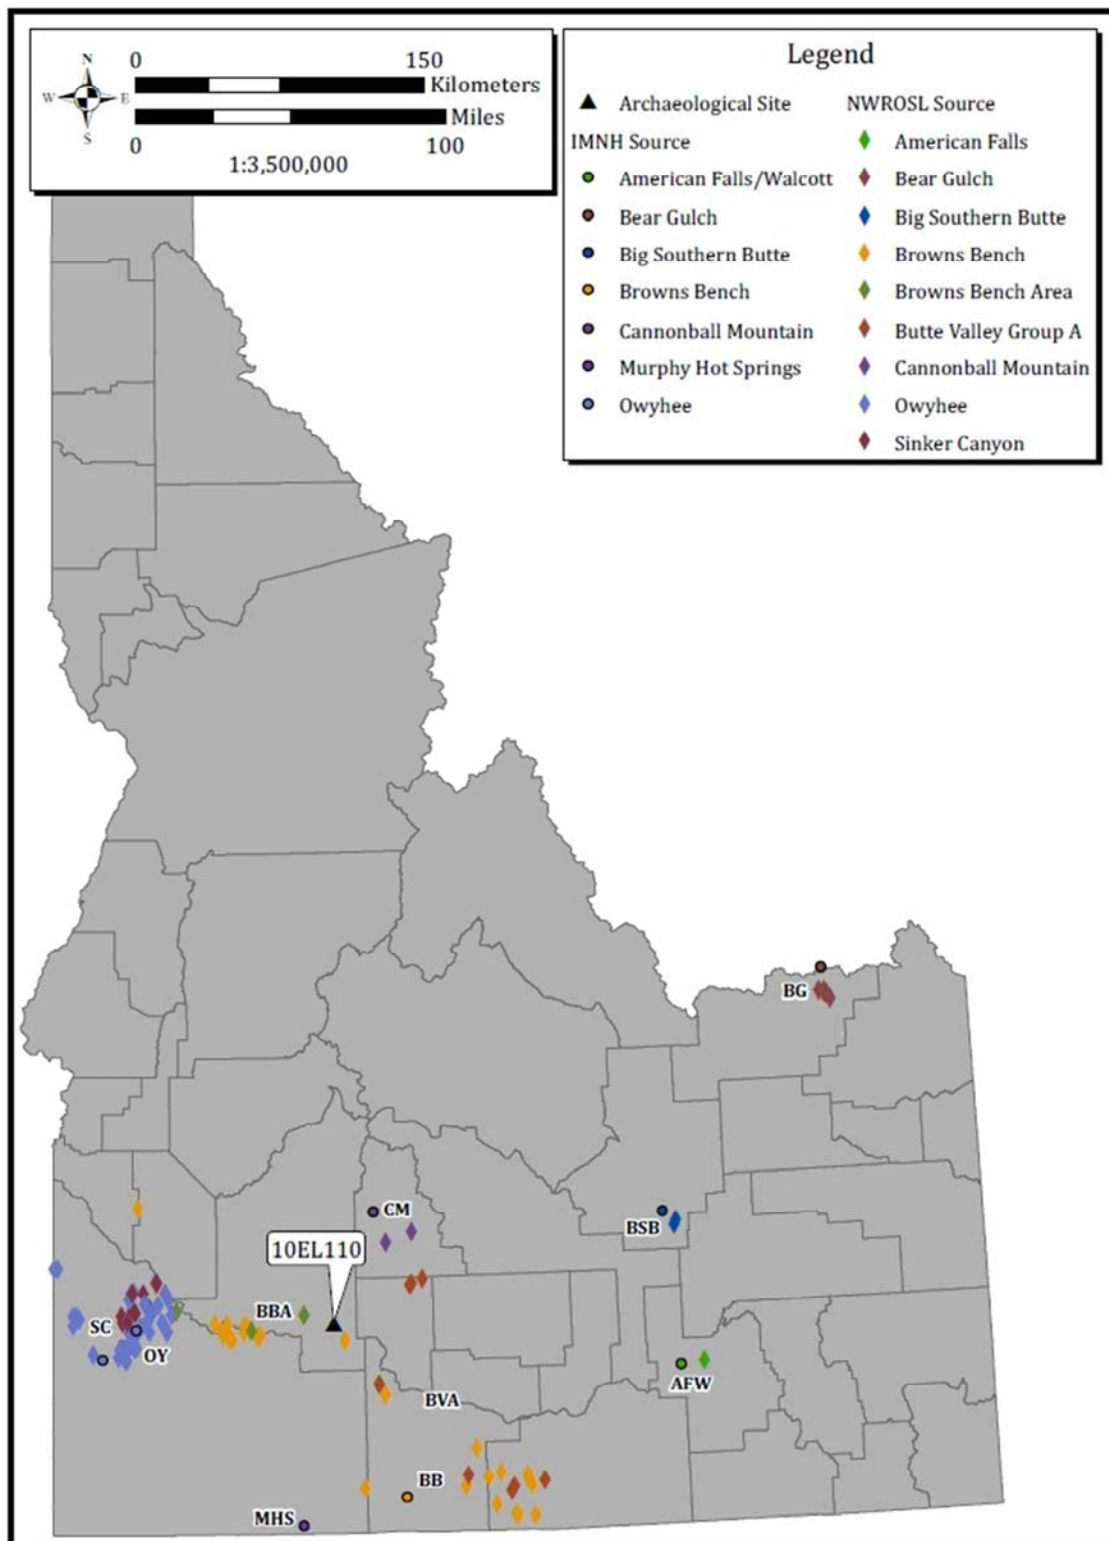 N
W E
S
0 150
Kilometers
Miles
0 100
1:3,500,000
Legend
Archaeological Site
IMNH Source
American Falls/Walcott
Bear Gulch
Big Southern Butte
Browns Bench
Cannonball Mountain
Murphy Hot Springs
Owyhee
NWROSL Source
American Falls
Bear Gulch
Big Southern Butte
Browns Bench
Browns Bench Area
Butte Valley Group A
Cannonball Mountain
Owyhee
Sinker Canyon
BG
CM
BSB
10EL110
BBA
SC
OY
AFW
BVA
BB
MHS